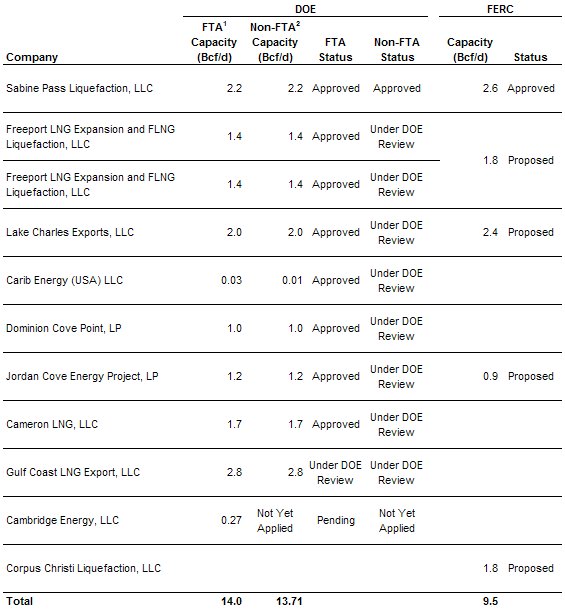 DOE FERC
FTA1 Non-FTA2
Capacity Capacity FTA Non-FTA Capacity
Company (Bcf/d) (Bcf/d) Status Status (Bcf/d) Status
Sabine Pass Liquefaction, LLC 2.2 2.2 Approved Approved 2.6 Approved
Freeport LNG Expansion and FLNG Under DOE
Liquefaction, LLC 1.4 1.4 Approved Review
1.8 Proposed
Freeport LNG Expansion and FLNG Under DOE
Liquefaction, LLC 1.4 1.4 Approved Review
Lake Charles Exports, LLC 2.0 2.0 Approved Under DOE Review 2.4 Proposed
Carib Energy (USA) LLC 0.03 0.01 Approved Under DOE Review
Dominion Cove Point, LP 1.0 1.0 Approved Under DOE Review
Jordan Cove Energy Project, LP 1.2 1.2 Approved Under DOE Review 0.9 Proposed
Cameron LNG, LLC 1.7 1.7 Approved Under DOE Review
Gulf Coast LNG Export, LLC 2.8 2.8 Under DOE Review Under DOE Review
Cambridge Energy, LLC 0.27 Not Yet Applied Pending Not Yet Applied
Corpus Christi Liquefaction, LLC 1.8 Proposed
Total 14.0 13.71 9.5